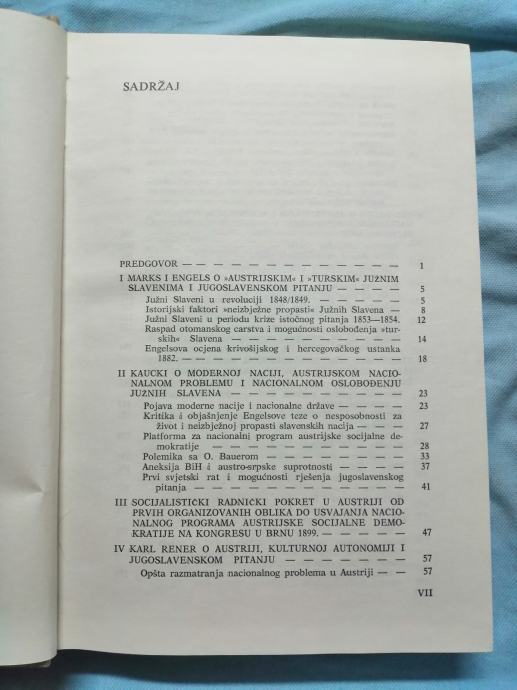 SADRŽAJ
PREDGOVOR — — — — — — — — — — — 1
I MARKS I ENGELS O »AUSTRIJSKIM« I »TURSKIM« JUŽNIM
SLAVENIMA I JUGOSLAVENSKOM PITANJU — — — — 5
Južni Slaveni u revoluciji 1848/1849. — — — — — 5
Istorijski faktori »neizbježne propasti« Južnih Slavena — 8
Južni Slaveni u periodu krize istočnog pitanja 1853—1854. 12
Raspad otomanskog carstva i mogućnosti oslobođenja »tur-
skih« Slavena — — — — — — — — — — 14
Engelsova ocjena krivošijskog i hercegovačkog ustanka
1882. — — — — — — — — — — — — 18
II KAUCKI O MODERNOJ NACIJI, AUSTRIJSKOM NACIO-
NALNOM PROBLEMU I NACIONALNOM OSLOBOĐENJU
JUŽNIH SLAVENA — — — — — — — — — 23
Pojava moderne nacije i nacionalne države — — — 23
Kritika i objašnjenje Engelsove teze o nesposobnosti za
život i neizbježnoj propasti slavenskih nacija — — — 27
Platforma za nacionalni program austrijske socijalne de-
mokratije — — — — — — — — — — — 28
Polemika sa O. Bauerom — — — — — — — — 33
Aneksija BiH i austro-srpske suprotnosti — — — — 37
Prvi svjetski rat i mogućnosti rješenja jugoslavenskog
pitanja — — — — — — — — — — — — 41
III SOCIJALISTICKI RADNIČKI POKRET U AUSTRIJI OD
PRVIH ORGANIZOVANIH OBLIKA DO USVAJANJA NACIO-
NALNOG PROGRAMA AUSTRIJSKE SOCIJALNE DEMO-
KRATIJE NA KONGRESU U BRNU 1899. — — — — 47
IV KARL RENER O AUSTRIJI, KULTURNOJ AUTONOMIJI I
JUGOSLAVENSKOM PITANJU — — — — — — — 57
Opšta razmatranja nacionalnog problema u Austriji — — 57
VII